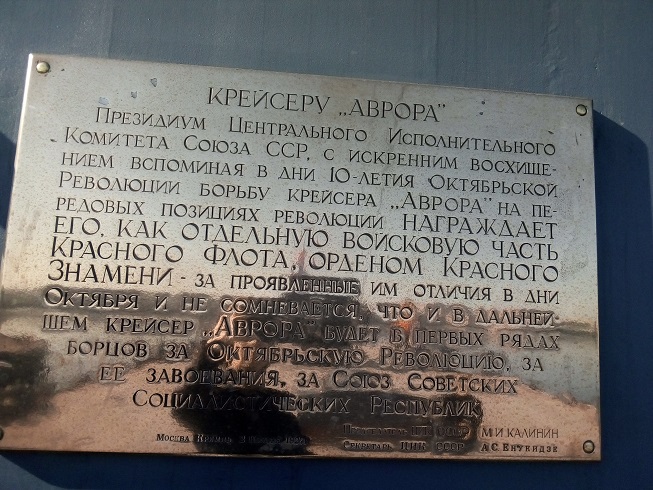 КРЕЙСЕРУ „АВРОРА"
ПРЕЗИДИУМ ЦЕНТРАЛЬНОГО ИСПОЛНИТЕЛЬНОГО
КОМИТЕТА СОЮЗА ССР, С ИСКРЕННИМ ВОСХИЩЕ-
НИЕМ ВСПОМИНАЯ В ДНИ 10-ЛЕТИЯ ОКТЯБРЬСКОЙ
РЕВОЛЮЦИИ БОРЬБУ КРЕЙСЕРА „АВРОРА" НА ПЕ-
РЕДОВЫХ ПОЗИЦИЯХ РЕВОЛЮЦИИ НАГРАЖДАЕТ
ЕГО, КАК ОТДЕЛЬНУЮ ВОЙСКОВУЮ ЧАСТЬ
КРАСНОГО ФЛОТА, ОРДЕНОМ КРАСНОГО
ЗНАМЕНИ - ЗА ПРОЯВЛЕННЫЕ ИМ ОТЛИЧИЯ В ДНИ
ОКТЯБРЯ И НЕ СОМНЕВАЕТСЯ, ЧТО И В ДАЛЬНЕЙ-
ШЕМ КРЕЙСЕР „АВРОРА" БУДЕТ В ПЕРВЫХ РЯДАХ
БОРЦОВ ЗА ОКТЯБРЬСКУЮ РЕВОЛЮЦИЮ, ЗА
ЕЕ ЗАВОЕВАНИЯ, ЗА СОЮЗ СОВЕТСКИХ
СОЦИАЛИСТИЧЕСКИХ РЕСПУБЛИК
М.И.КАЛИНИН
МОСКВА КРЕМЛЬ СЕКРЕТАРЬ ЦИК СССР А.С.ЕНУКИДЗЕ